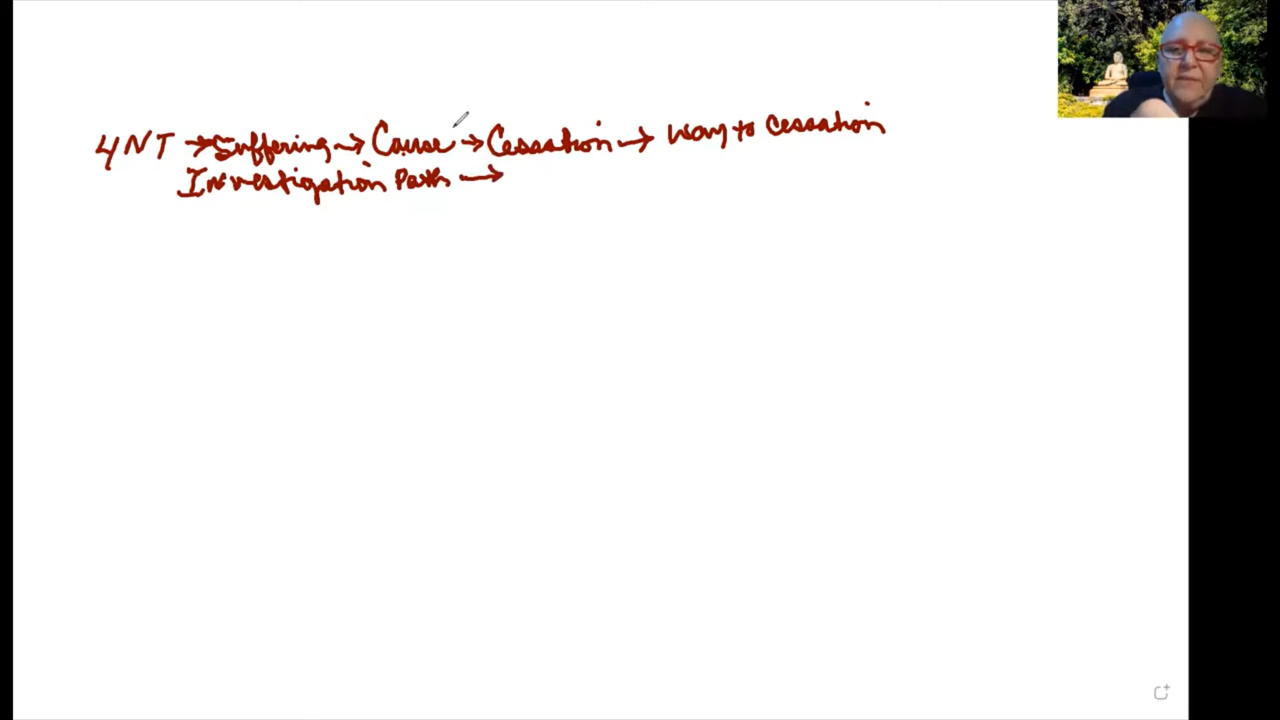 4NT → Suffering → Cause → Cessation → Way to cessation
Investigation Path →